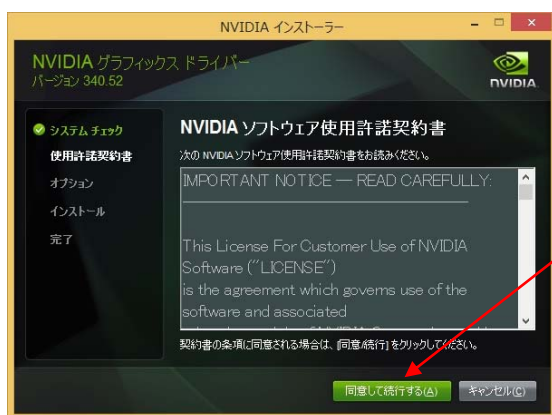 NVIDIA インストーラー
NVIDIA グラフィックス ドライバー
バージョン 340.52
NVIDIA.
システム チェック
使用許諾契約書
オプション
インストール
完了
NVIDIA ソフトウェア使用許諾契約書
次の NVIDIA ソフトウェア使用許諾契約書をお読みください。
IMPORTANT NOTICE — READ CAREFULLY:
This License For Customer Use of NVIDIA
Software ("LICENSE")
is the agreement which governs use of the
software and associated
契約書の条項に同意される場合は、[同意/続行]をクリックしてください。
同意して続行する(A)
キャンセル(C)